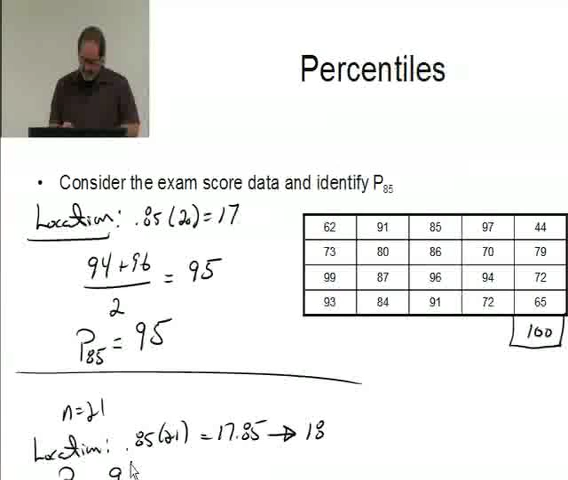 Percentiles
• Consider the exam score data and identify P85
Location: .85(20)=17
94+96
2
= 95
P85 = 95
62 91 85 97 44
73 80 86 70 79
99 87 96 94 72
93 84 91 72 65
100
n=21
Location: .85(21) = 17.85 → 18